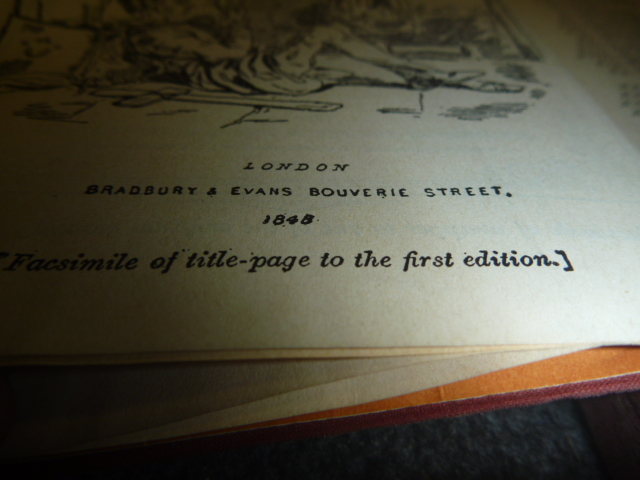 LONDON
BRADBURY & EVANS BOUVERIE STREET.
1848
[Facsimile of title-page to the first edition.]